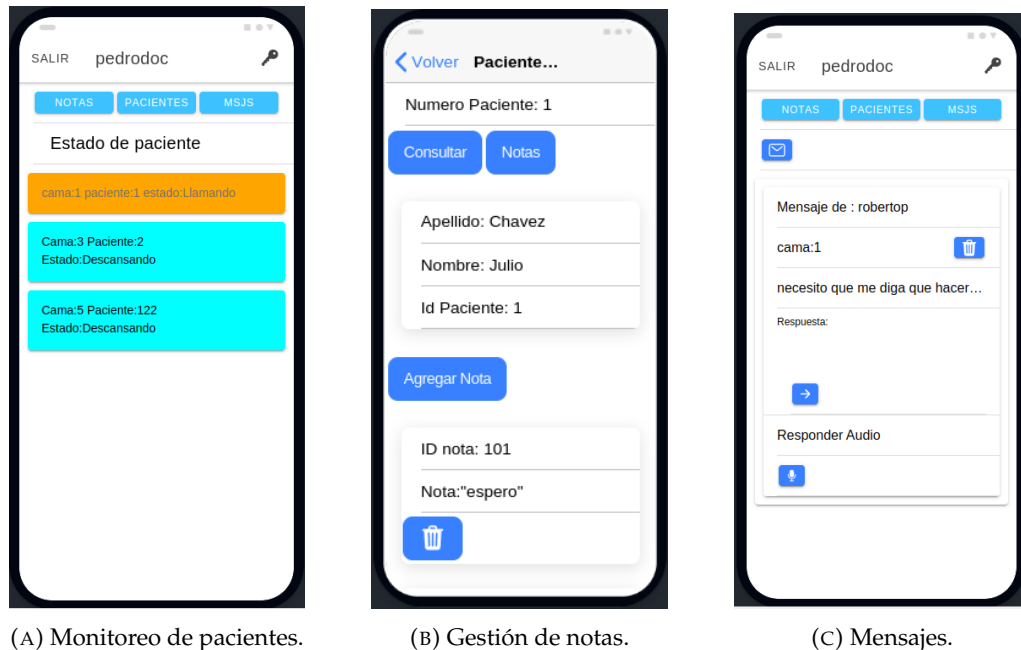 SALIR pedrodoc
NOTAS PACIENTES MSJS
Estado de paciente
cama:1 paciente:1 estado:Llamando
Cama:3 Paciente:2
Estado:Descansando
Cama:5 Paciente:122
Estado:Descansando
(A) Monitoreo de pacientes.
Volver Paciente...
Numero Paciente: 1
Consultar Notas
Apellido: Chavez
Nombre: Julio
Id Paciente: 1
Agregar Nota
ID nota: 101
Nota:"espero"
(B) Gestión de notas.
SALIR pedrodoc
NOTAS PACIENTES MSJS
Mensaje de : robertop
cama:1
necesito que me diga que hacer...
Respuesta:
Responder Audio
(C) Mensajes.